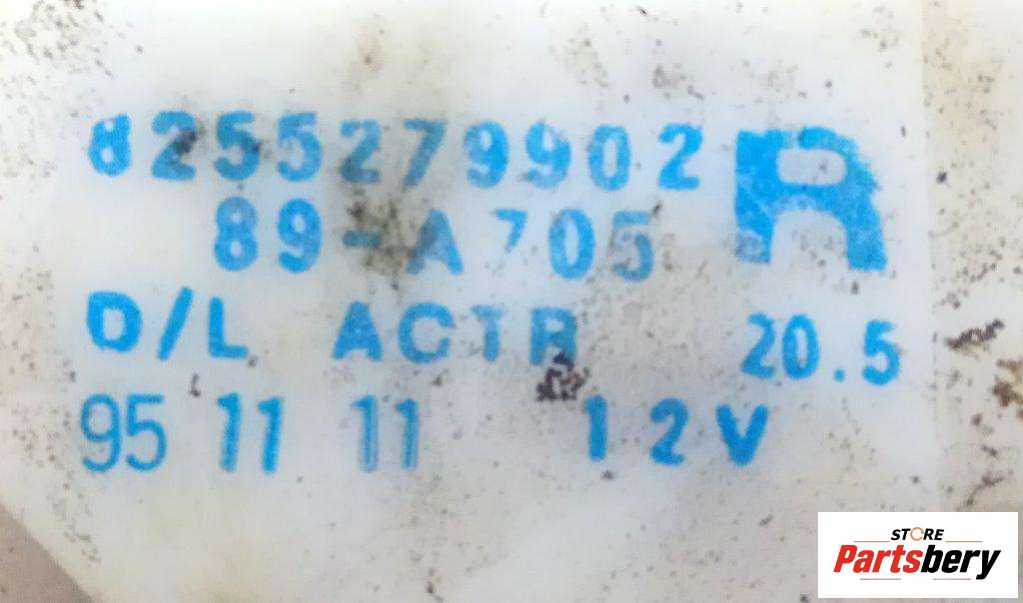 8255279902 R
89-A705
D/L ACTR 20.5
95 11 11 12V
STORE
Partsbery